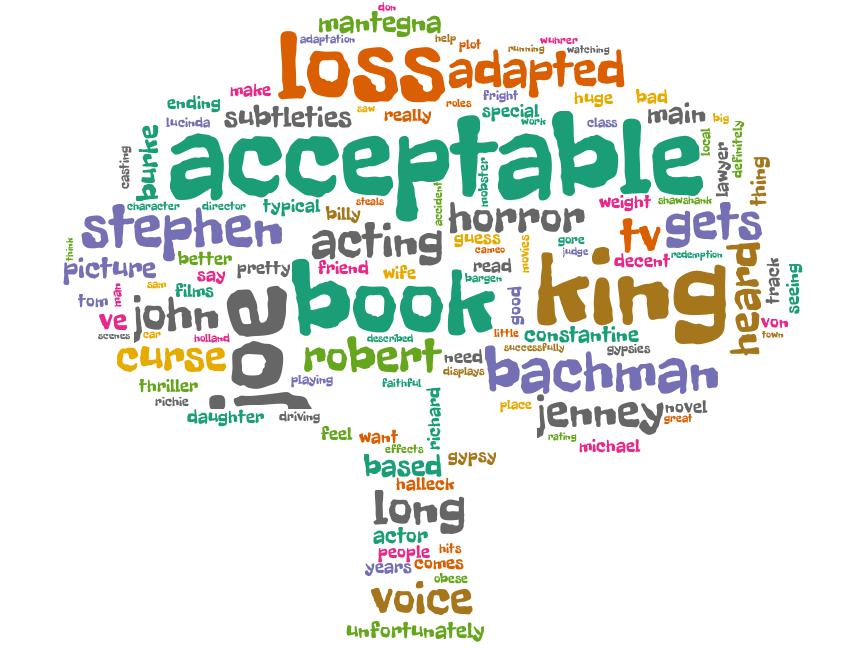 don
mantegna
adaptation
help
plot
wuhrer
running
watching
loss
adapted
make
ending
saw
roles
fright
huge
bad
lucinda
subtleties
really
special
work
class
main
big
acceptable
casting
burke
mobster
local
lawyer
definitely
thing
character
director
typical
steals
accident
weight
shawshank
stephen
billy
horror
tv
gets
think
acting
guess
cameo
movies
gore
judge
decent
redemption
picture
better
say
pretty
friend
wife
read
bargen
heard
track
seeing
tom
man
sam
films
joe
book
good
king
ve
john
von
scenes
car
holland
described
little
constantine
town
curse
robert
need
successfully
gypsies
displays
bachman
thriller
playing
faithful
richie
daughter
driving
richard
place
jenney
novel
great
feel
want
effects
rating
michael
based
gypsy
halleck
long
actor
people
hits
years
comes
obese
voice
unfortunately